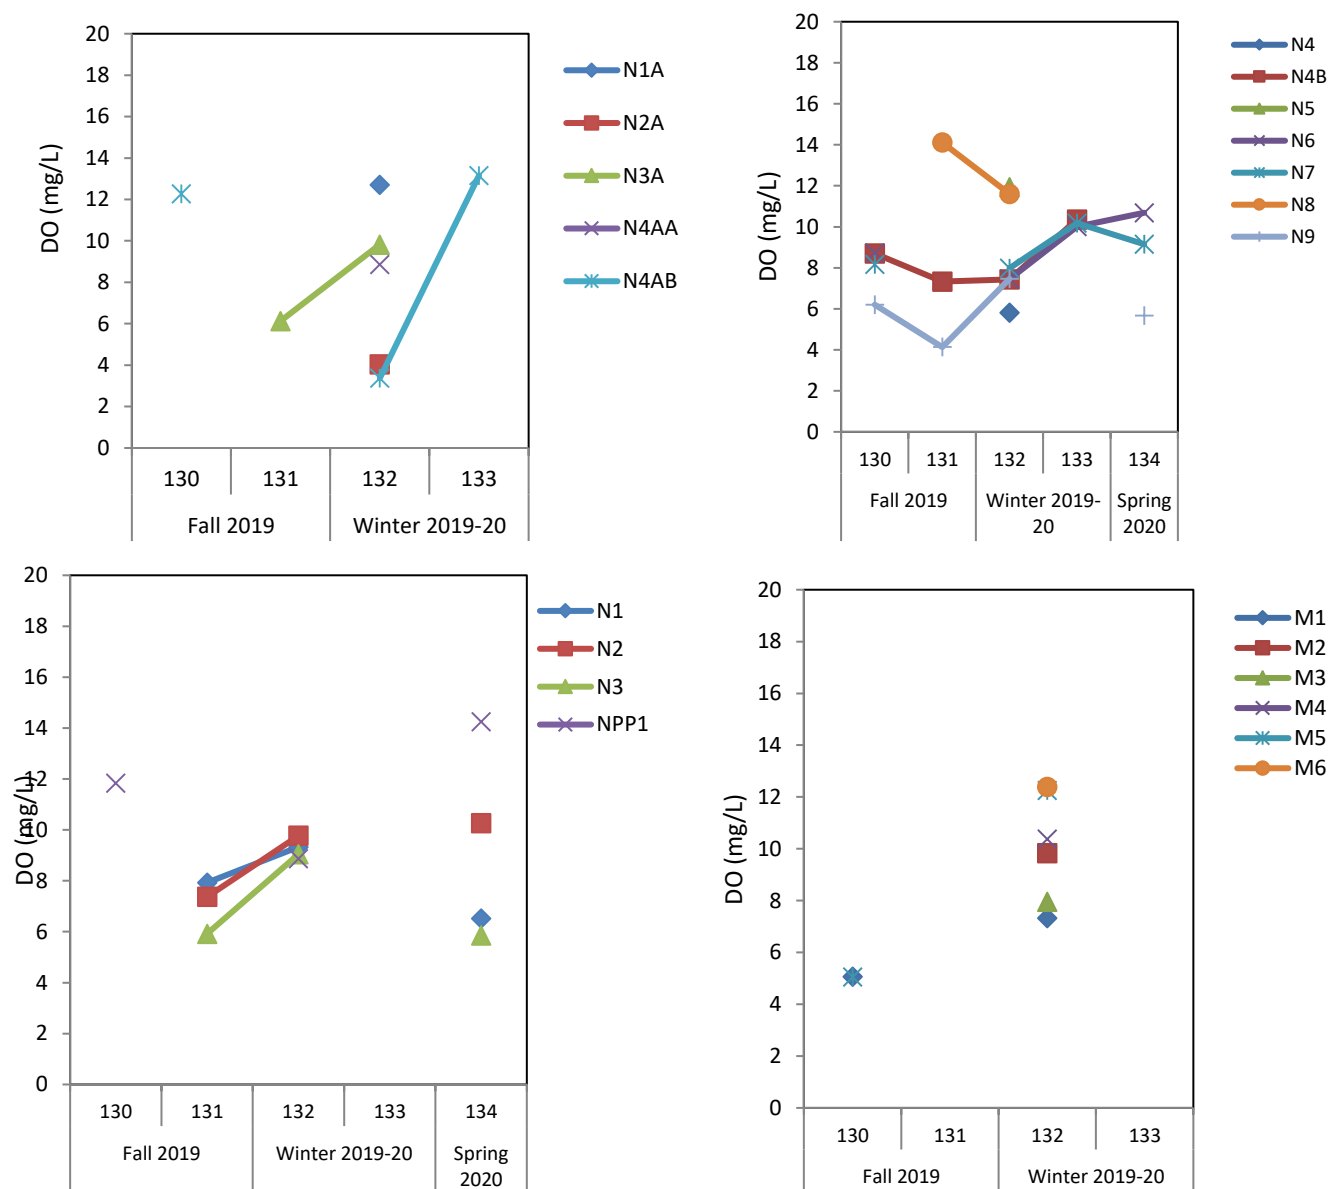 DO (mg/L)
20
18
16
14
12
10
8
6
4
2
0
130 131 132 133
Fall 2019 Winter 2019-20
N1A
N2A
N3A
N4AA
N4AB
DO (mg/L)
20
18
16
14
12
10
8
6
4
2
0
130 131 132 133 134
Fall 2019 Winter 2019- Spring
20 2020
N4
N4B
N5
N6
N7
N8
N9
DO (mg/L)
20
18
16
14
12
10
8
6
4
2
0
130 131 132 133 134
Fall 2019 Winter 2019-20 Spring
2020
N1
N2
N3
NPP1
DO (mg/L)
20
18
16
14
12
10
8
6
4
2
0
130 131 132 133
Fall 2019 Winter 2019-20
M1
M2
M3
M4
M5
M6